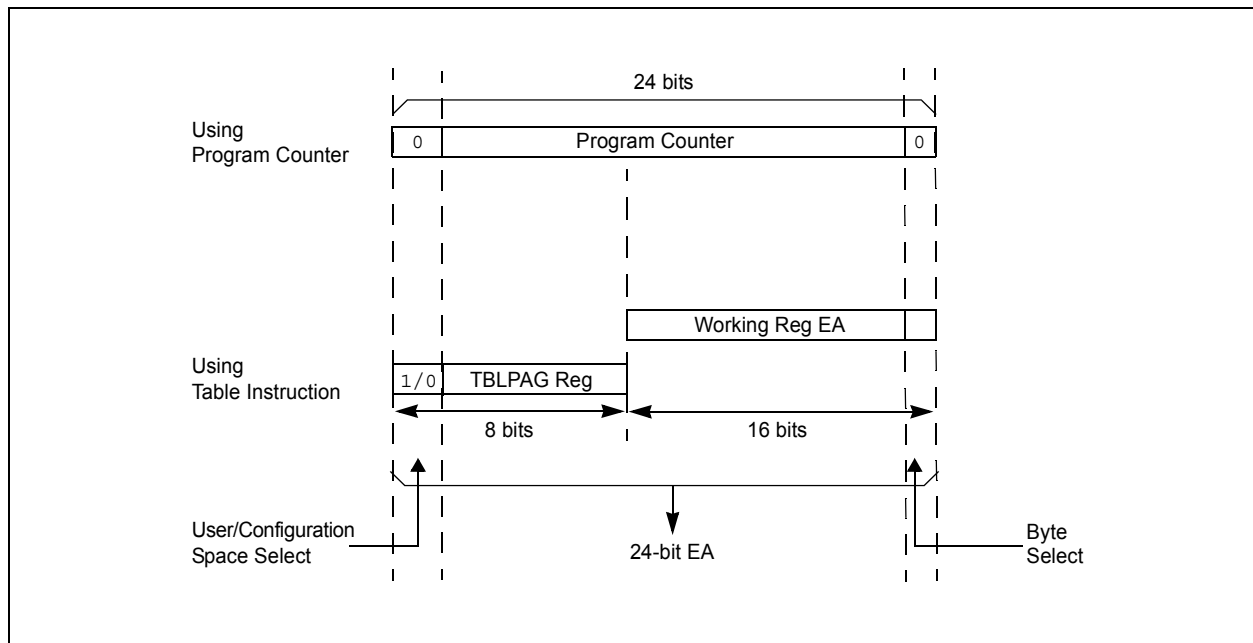 24 bits
Using
Program Counter
0
Program Counter
0
Working Reg EA
Using
Table Instruction
1/0
TBLPAG Reg
8 bits
16 bits
User/Configuration
Space Select
24-bit EA
Byte
Select